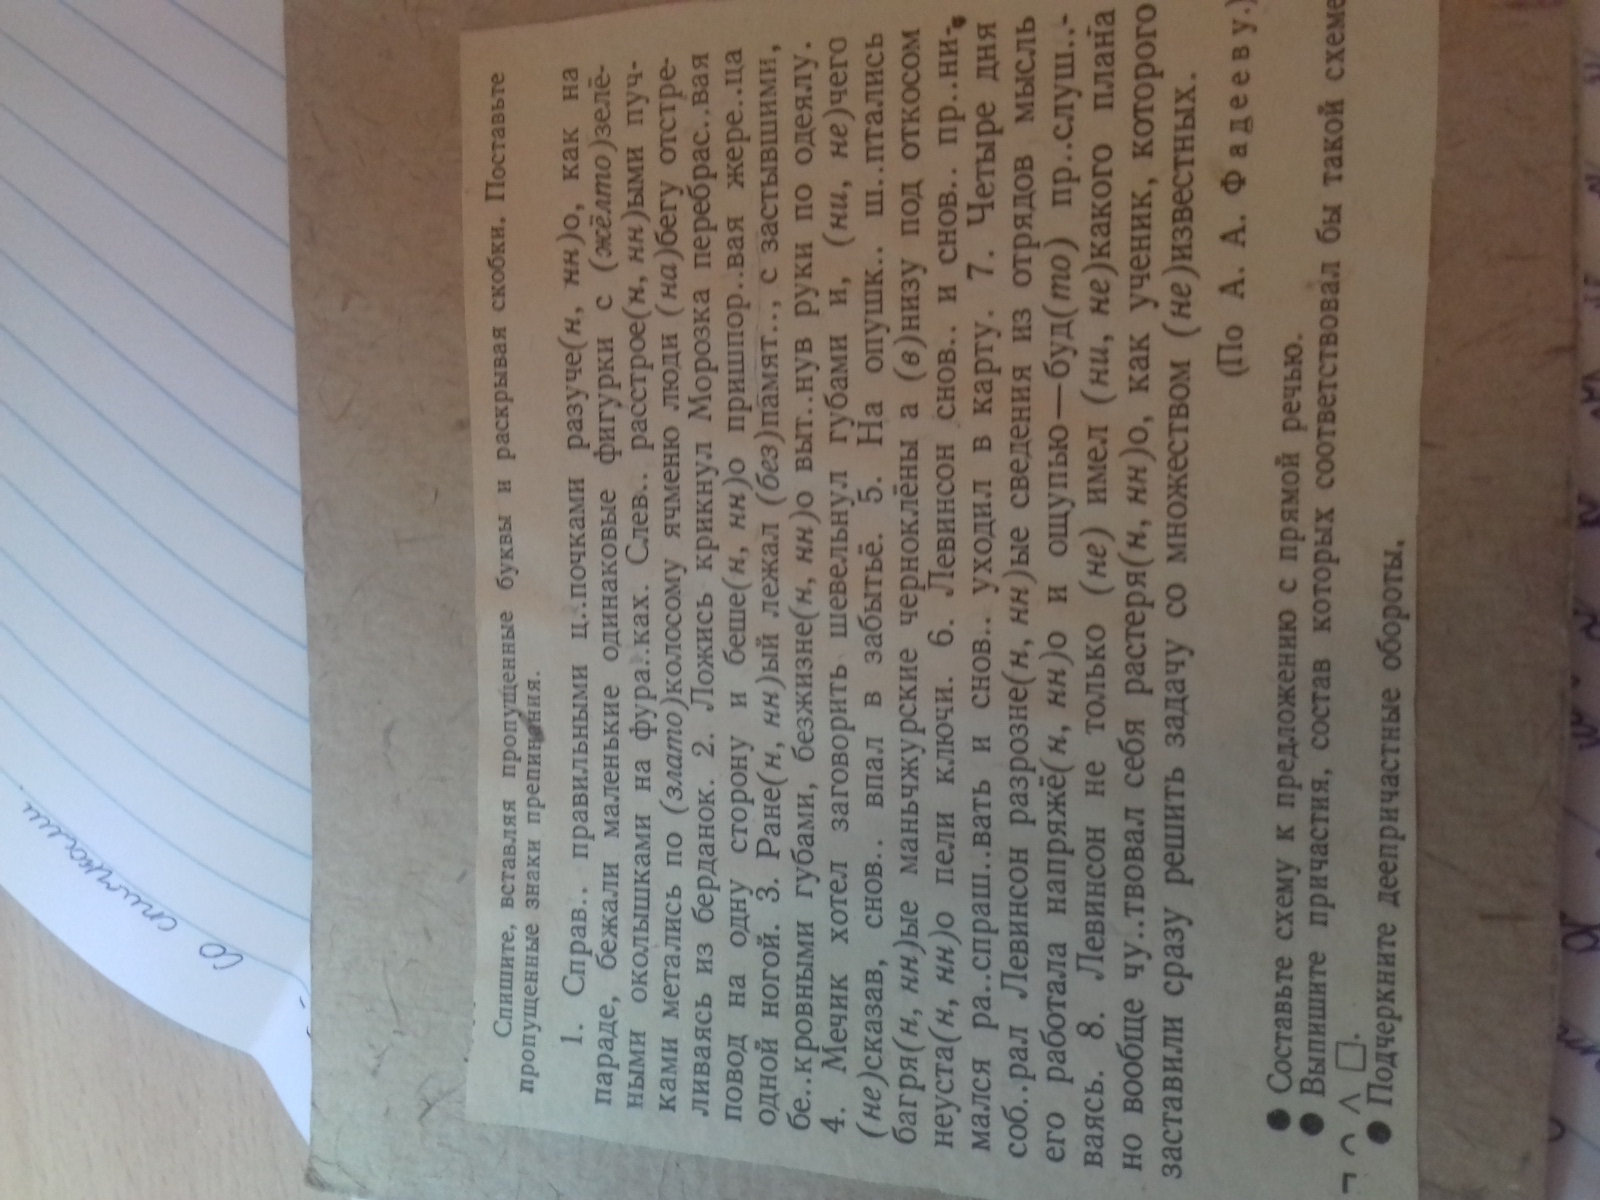 со спичками.
Спишите, вставляя пропущенные буквы и раскрывая скобки. Поставьте
пропущенные знаки препинания.
1. Справ.. правильными ц..почками разуче(н, нн)о, как на
параде, бежали маленькие одинаковые фигурки с (жёлто)зелё-
ными околышками на фура..ках. Слев.. расстрое(н, нн)ыми пуч-
ками метались по (злато)колосому ячменю люди (на)бегу отстре-
ливаясь из берданок. 2. Ложись крикнул Морозка перебрас..вая
повод на одну сторону и беше(н, нн)о пришпор..вая жере..ца
одной ногой. 3. Ране(н, нн)ый лежал (без)памят.., с застывшими,
бе..кровными губами, безжизне(н, нн)о выт..нув руки по одеялу.
4. Мечик хотел заговорить шевельнул губами и, (ни, не)чего
(не)сказав, снов.. впал в забытьё. 5. На опушк.. ш..птались
багря(н, нн)ые маньчжурские черноклёны а (в)низу под откосом
неуста(н, нн)о пели ключи. 6. Левинсон снов.. и снов.. пр..ни-
мался ра..спраш..вать и снов.. уходил в карту. 7. Четыре дня
соб..рал Левинсон разрозне(н, нн)ые сведения из отрядов мысль
его работала напряжё(н, нн)о и ощупью—буд(то) пр..слуш..-
ваясь. 8. Левинсон не только (не) имел (ни, не)какого плана
но вообще чу..твовал себя растеря(н, нн)о, как ученик, которого
заставили сразу решить задачу со множеством (не)известных.
(По А. А. Фадееву.)
● Составьте схему к предложению с прямой речью.
● Выпишите причастия, состав которых соответствовал бы такой схеме
¬ ⌒ ^ □.
● Подчеркните деепричастные обороты.